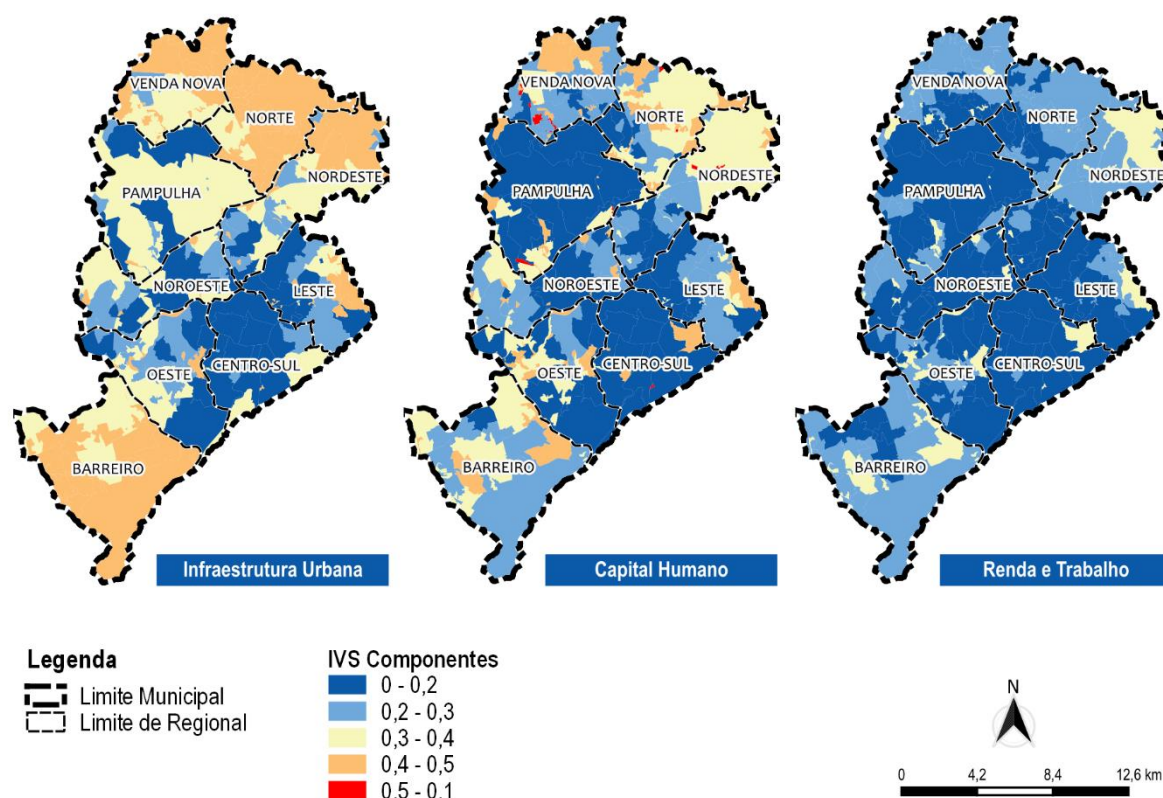 VENDA NOVA
NORTE
NORDESTE
PAMPULHA
NOROESTE
LESTE
OESTE
CENTRO-SUL
BARREIRO
Infraestrutura Urbana
VENDA NOVA
NORTE
NORDESTE
PAMPULHA
NOROESTE
LESTE
OESTE
CENTRO-SUL
BARREIRO
Capital Humano
VENDA NOVA
NORTE
NORDESTE
PAMPULHA
NOROESTE
LESTE
CENTRO-SUL
OESTE
BARREIRO
Renda e Trabalho
Legenda
Limite Municipal
Limite de Regional
IVS Componentes
0 - 0,2
0,2 - 0,3
0,3 - 0,4
0,4 - 0,5
0,5 - 0,1
N
0 4,2 8,4 12,6 km